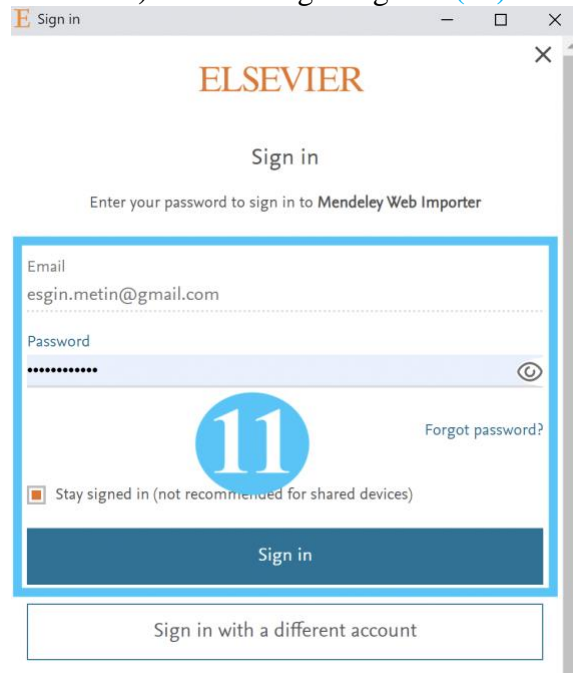 Sign in
ELSEVIER
Sign in
Enter your password to sign in to Mendeley Web Importer
Email
esgin.metin@gmail.com
Password
••••••••••••
Forgot password?
11
Stay signed in (not recommended for shared devices)
Sign in
Sign in with a different account